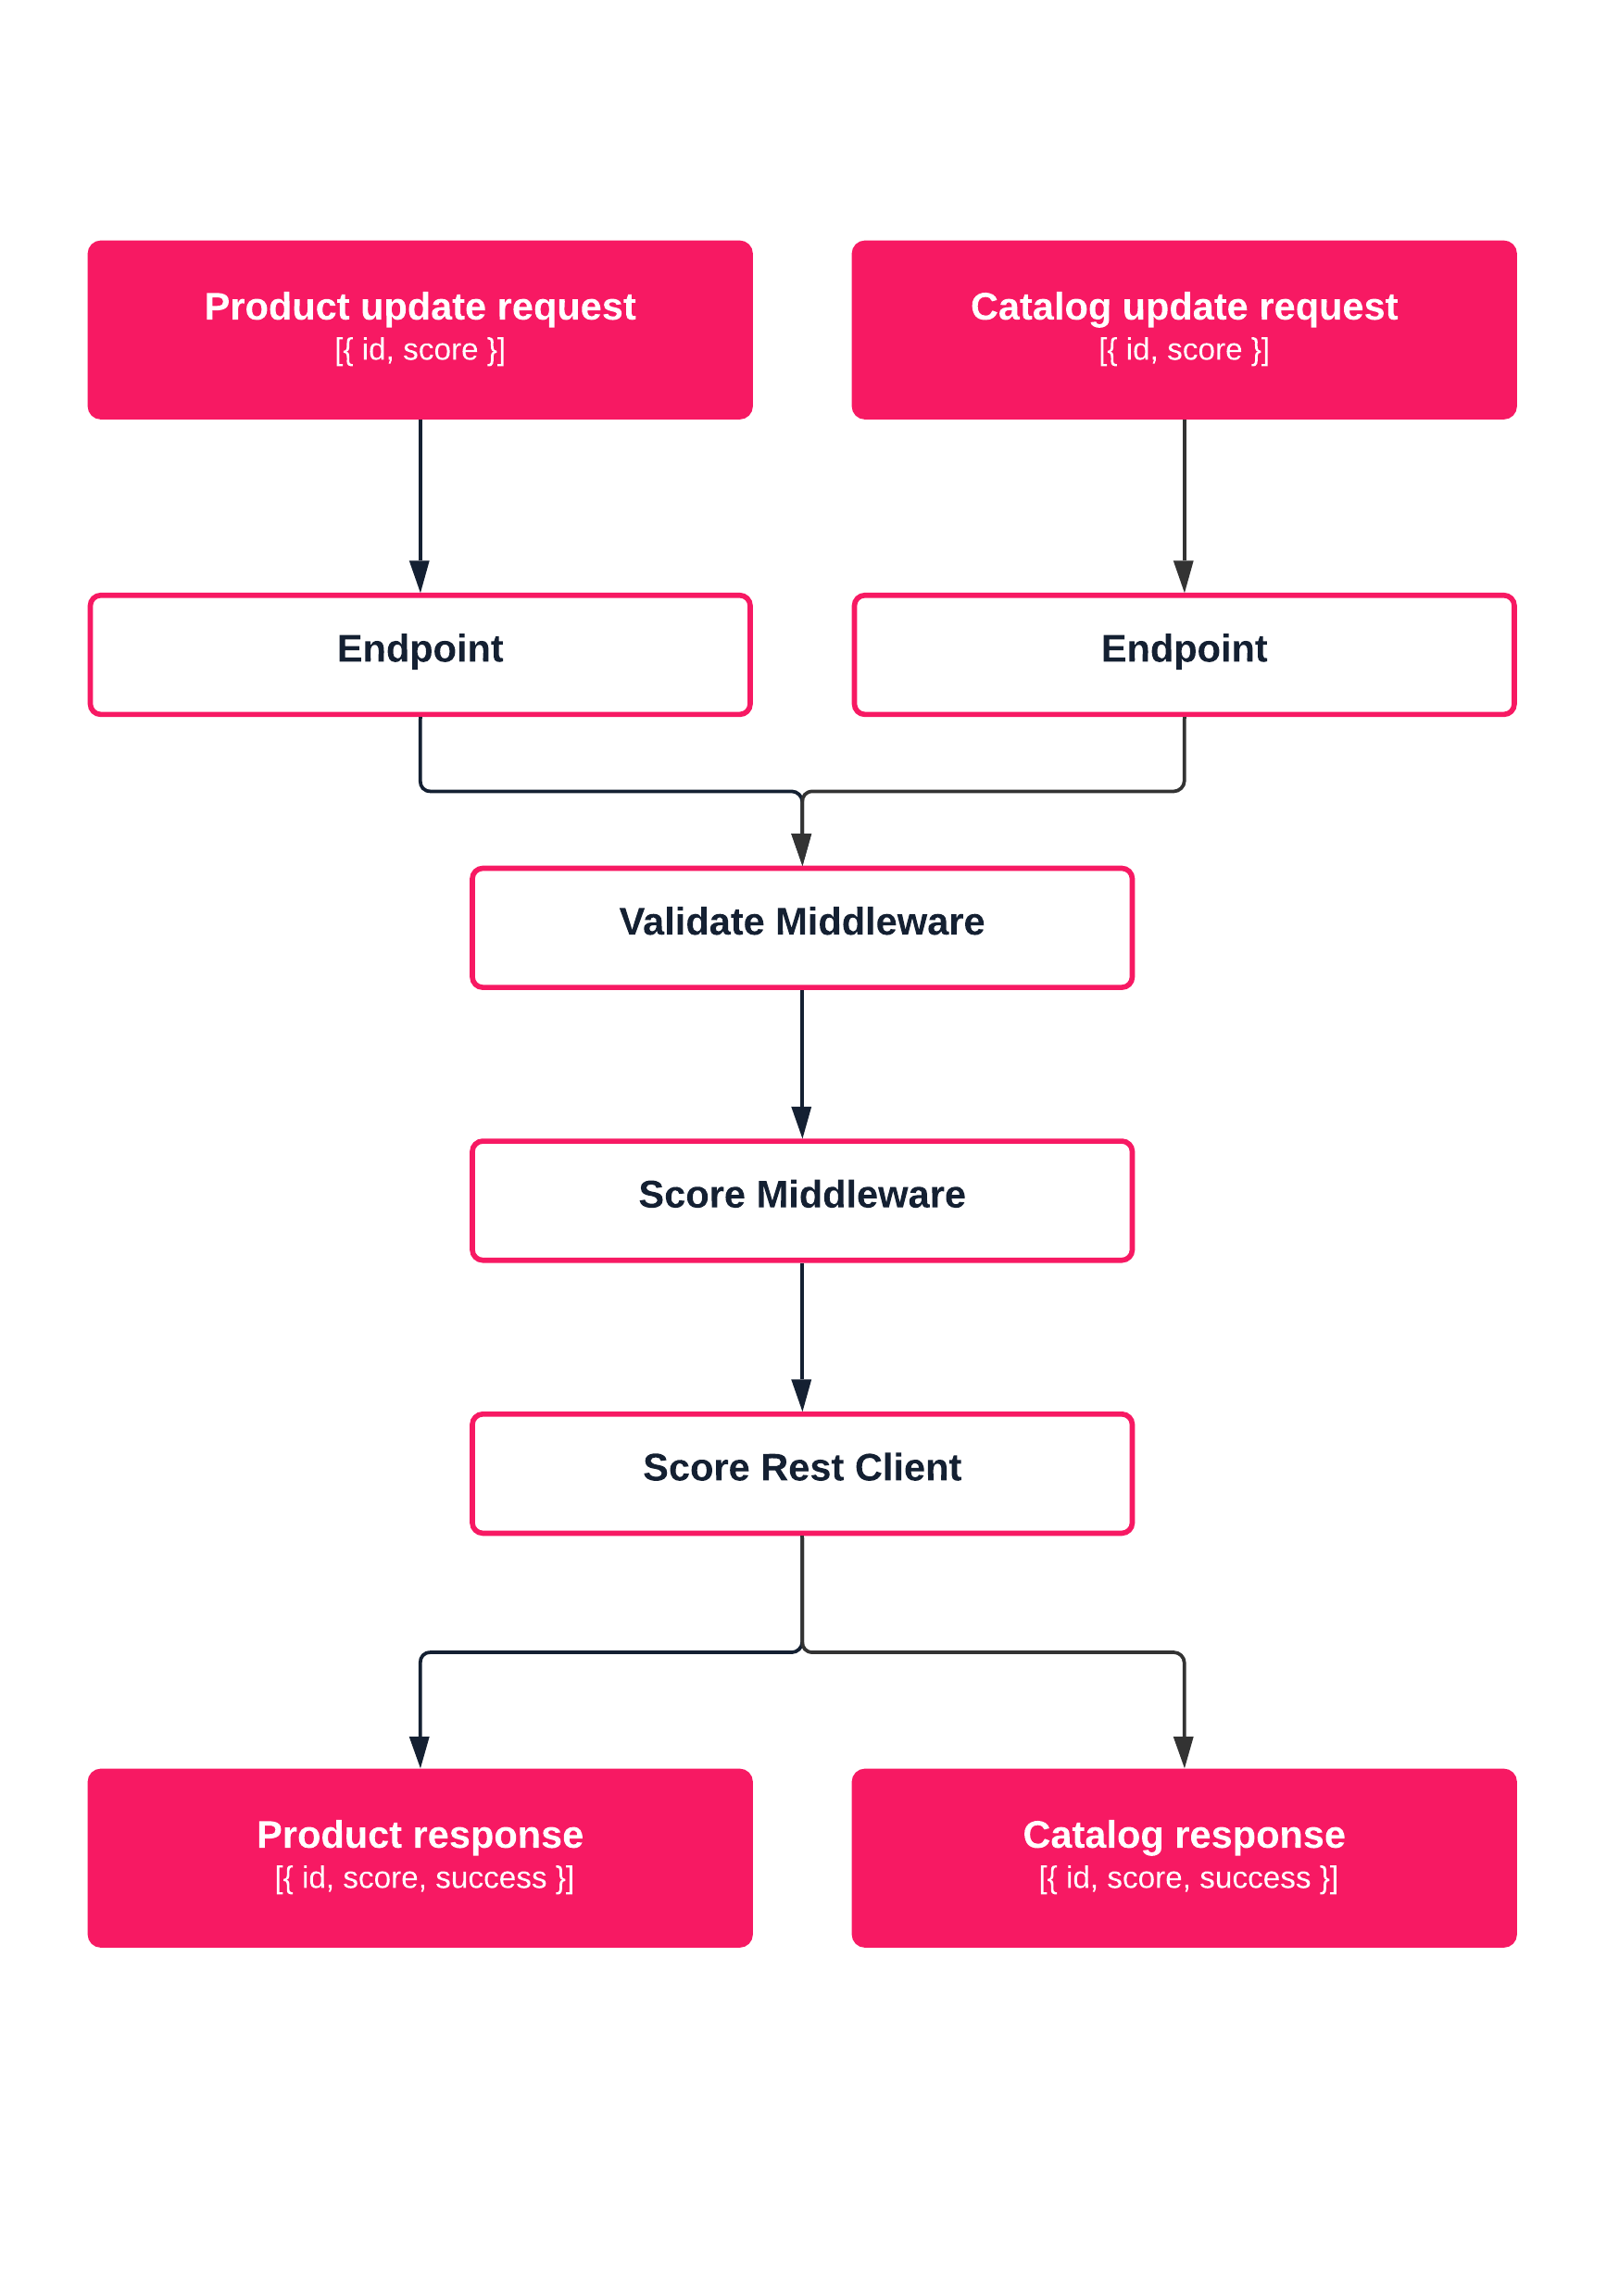 Product update request
[{ id, score }]
Catalog update request
[{ id, score }]
Endpoint
Endpoint
Validate Middleware
Score Middleware
Score Rest Client
Product response
[{ id, score, success }]
Catalog response
[{ id, score, success }]